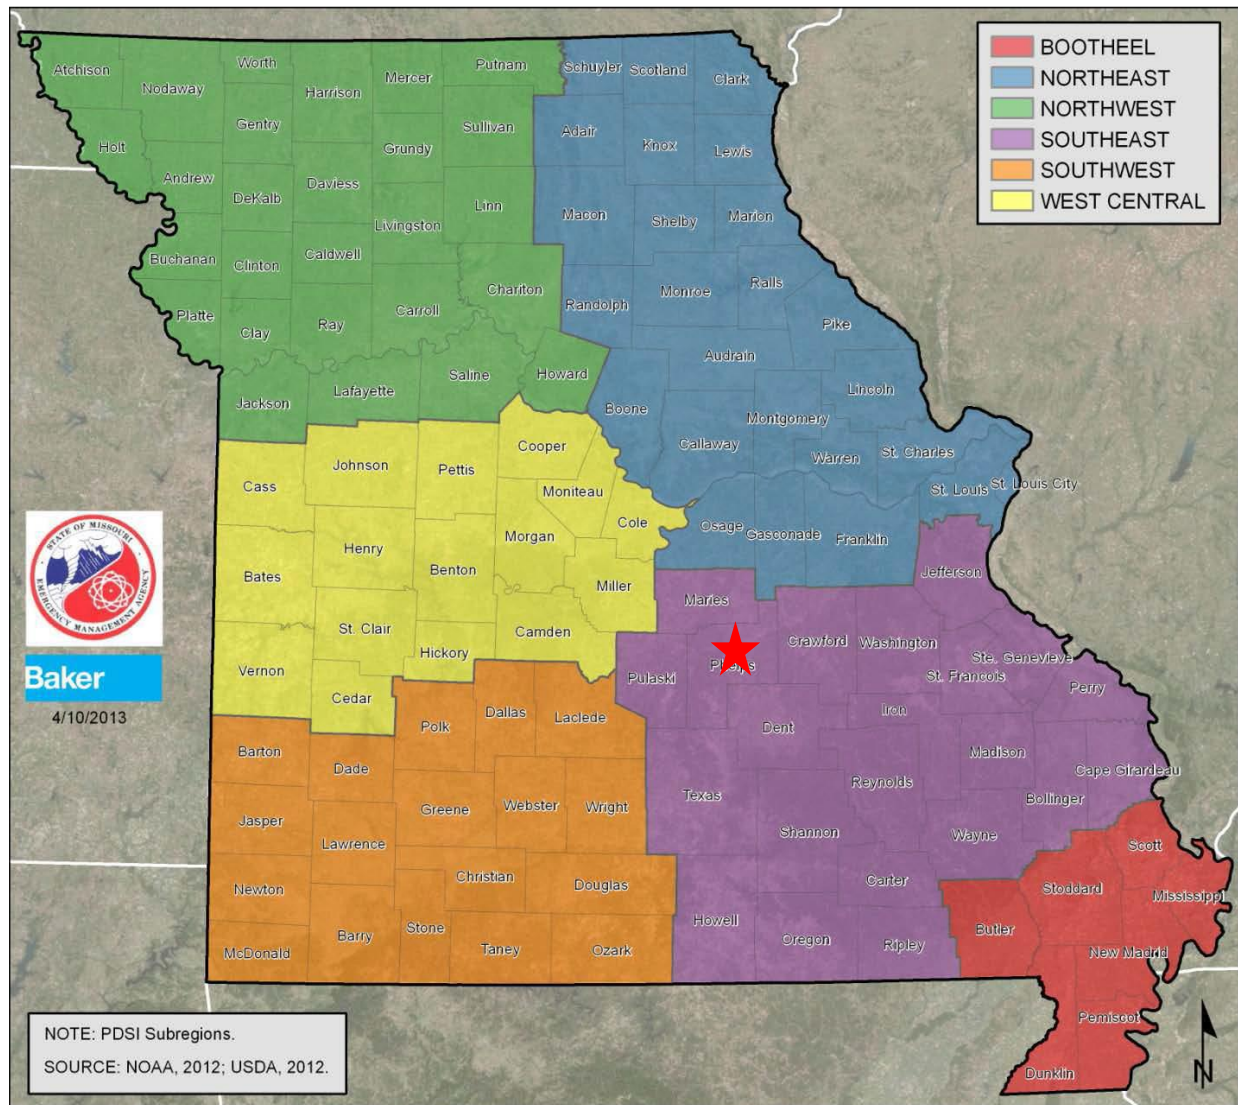 BOOTHEEL
NORTHEAST
NORTHWEST
SOUTHEAST
SOUTHWEST
WEST CENTRAL
Atchison
Nodaway
Worth
Harrison
Mercer
Putnam
Schuyler
Scotland
Clark
Holt
Gentry
Sullivan
Adair
Knox
Lewis
Andrew
DeKalb
Daviess
Grundy
Linn
Macon
Shelby
Marion
Livingston
Buchanan
Clinton
Caldwell
Chariton
Randolph
Monroe
Ralls
Platte
Clay
Ray
Carroll
Pike
Audrain
Jackson
Lafayette
Saline
Howard
Boone
Lincoln
Callaway
Montgomery
Warren
St. Charles
Cass
Johnson
Pettis
Cooper
Moniteau
St. Louis
St. Louis City
Cole
Osage
Gasconade
Franklin
Bates
Henry
Benton
Morgan
Miller
Jefferson
Maries
St. Clair
Hickory
Camden
Crawford
Washington
Ste. Genevieve
Vernon
Cedar
Pulaski
Phelps
St. Francois
Perry
Polk
Dallas
Laclede
Dent
Iron
Barton
Dade
Madison
Cape Girardeau
Jasper
Greene
Webster
Wright
Texas
Reynolds
Bollinger
Lawrence
Shannon
Wayne
Scott
Newton
Christian
Douglas
Carter
Stoddard
Mississippi
McDonald
Barry
Stone
Taney
Ozark
Howell
Oregon
Ripley
Butler
New Madrid
Pemiscot
Dunklin
STATE OF MISSOURI
EMERGENCY MANAGEMENT AGENCY
Baker
4/10/2013
NOTE: PDSI Subregions.
SOURCE: NOAA, 2012; USDA, 2012.
N